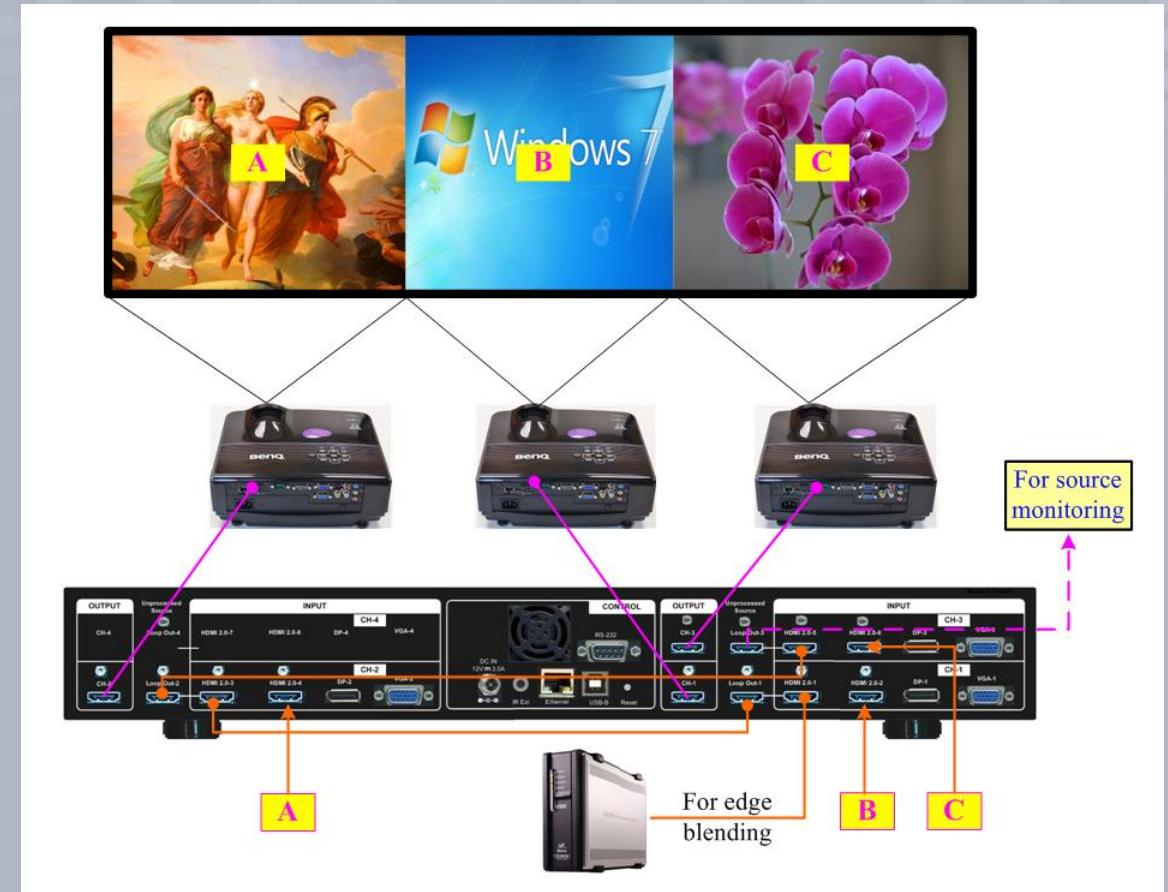 A
Windows 7
B
C
BenQ
BenQ
BenQ
For source
monitoring
OUTPUT
Unprocessed
Source
INPUT
CH-4
CH-4
Loop Out-4
HDMI 2.0-7
HDMI 2.0-8
DP-4
VGA-4
CH-2
CH-2
Loop Out-2
HDMI 2.0-3
HDMI 2.0-4
DP-2
VGA-2
CONTROL
RS-232
DC IN
12V 3.0A
IR Ext
Ethernet
USB-B
Reset
OUTPUT
Unprocessed
Source
INPUT
CH-3
CH-3
Loop Out-3
HDMI 2.0-5
HDMI 2.0-6
DP-3
VGA-3
CH-1
CH-1
Loop Out-1
HDMI 2.0-1
HDMI 2.0-2
DP-1
VGA-1
A
For edge
blending
B
C